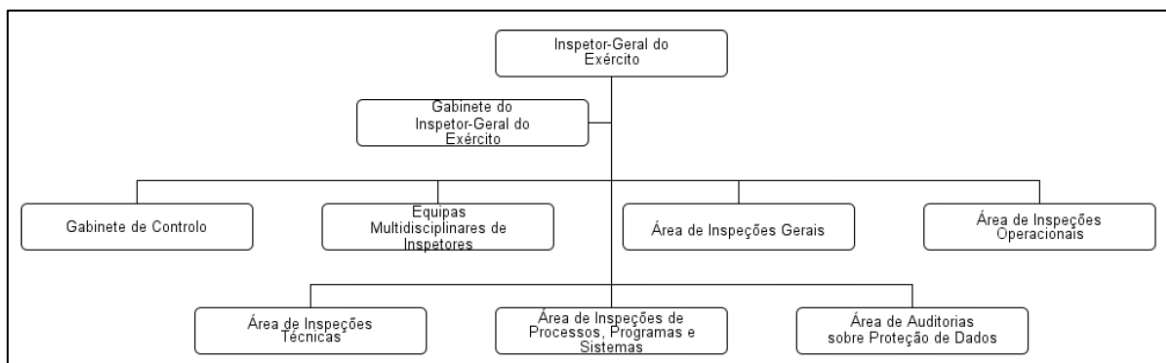 Inspetor-Geral do
Exército
Gabinete do
Inspetor-Geral do
Exército
Gabinete de Controlo
Equipas
Multidisciplinares de
Inspetores
Área de Inspeções Gerais
Área de Inspeções
Operacionais
Área de Inspeções
Técnicas
Área de Inspeções de
Processos, Programas e
Sistemas
Área de Auditorias
sobre Proteção de Dados